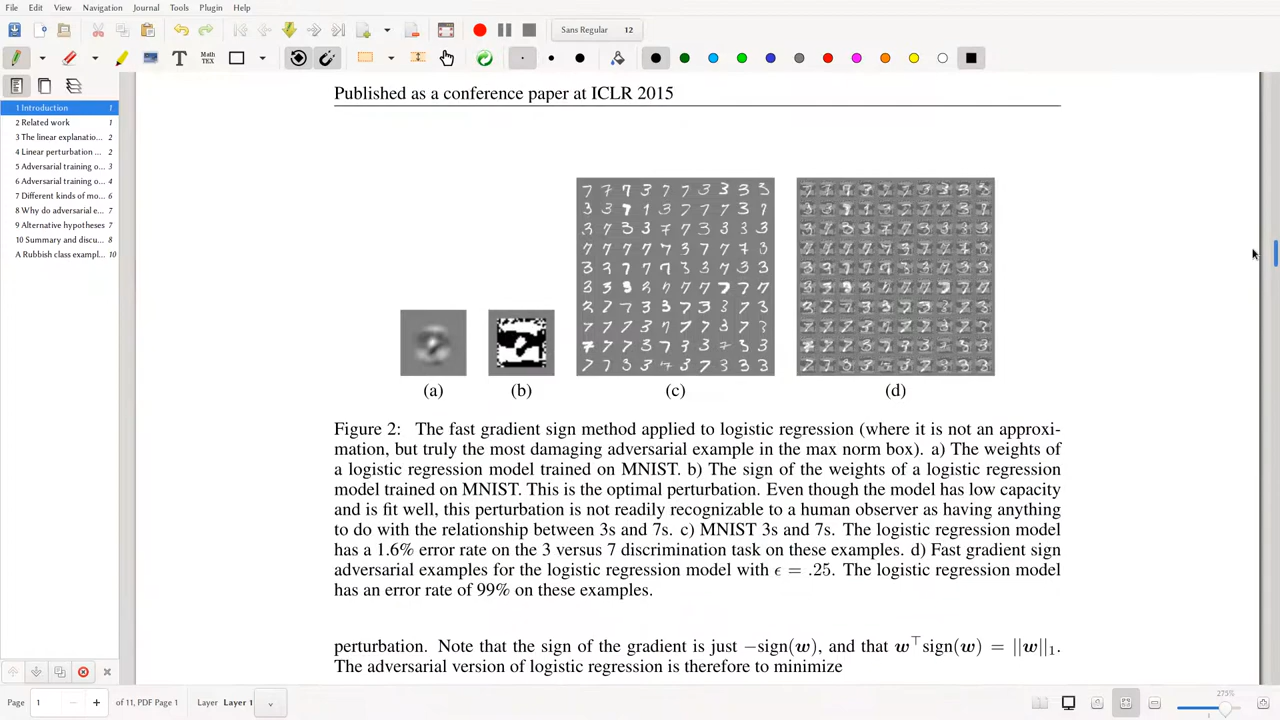 File Edit View Navigation Journal Tools Plugin Help
Sans Regular 12
T Math TEX
1 Introduction 1
2 Related work 1
3 The linear explanatio... 2
4 Linear perturbation ... 2
5 Adversarial training o... 3
6 Adversarial training o... 4
7 Different kinds of mo... 6
8 Why do adversarial e... 7
9 Alternative hypotheses 7
10 Summary and discu... 8
A Rubbish class exampl... 10
Published as a conference paper at ICLR 2015
(a) (b) (c) (d)
Figure 2: The fast gradient sign method applied to logistic regression (where it is not an approxi-
mation, but truly the most damaging adversarial example in the max norm box). a) The weights of
a logistic regression model trained on MNIST. b) The sign of the weights of a logistic regression
model trained on MNIST. This is the optimal perturbation. Even though the model has low capacity
and is fit well, this perturbation is not readily recognizable to a human observer as having anything
to do with the relationship between 3s and 7s. c) MNIST 3s and 7s. The logistic regression model
has a 1.6% error rate on the 3 versus 7 discrimination task on these examples. d) Fast gradient sign
adversarial examples for the logistic regression model with ϵ = .25. The logistic regression model
has an error rate of 99% on these examples.
perturbation. Note that the sign of the gradient is just −sign(w), and that w⊤sign(w) = ||w||₁.
The adversarial version of logistic regression is therefore to minimize
Page 1 of 11, PDF Page 1 Layer Layer 1 275%